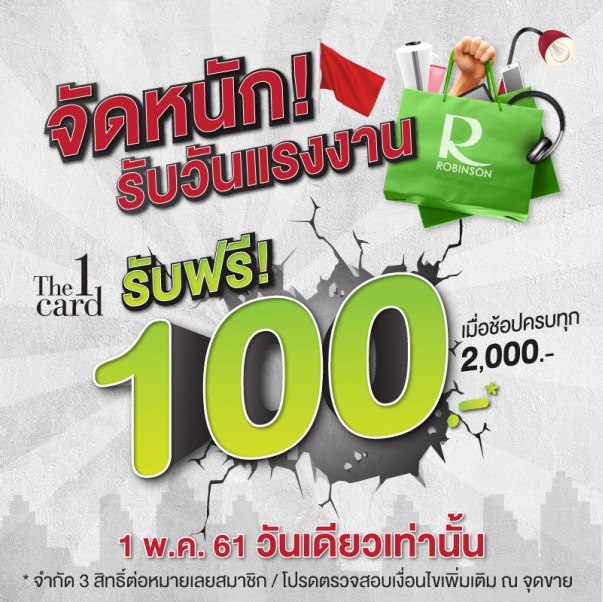 จัดหนัก!
รับวันแรงงาน
R
ROBINSON
The 1 card
รับฟรี!
100.-*
เมื่อช้อปครบทุก
2,000.-
1 พ.ค. 61 วันเดียวเท่านั้น
* จำกัด 3 สิทธิ์ต่อหมายเลยสมาชิก / โปรดตรวจสอบเงื่อนไขเพิ่มเติม ณ จุดขาย